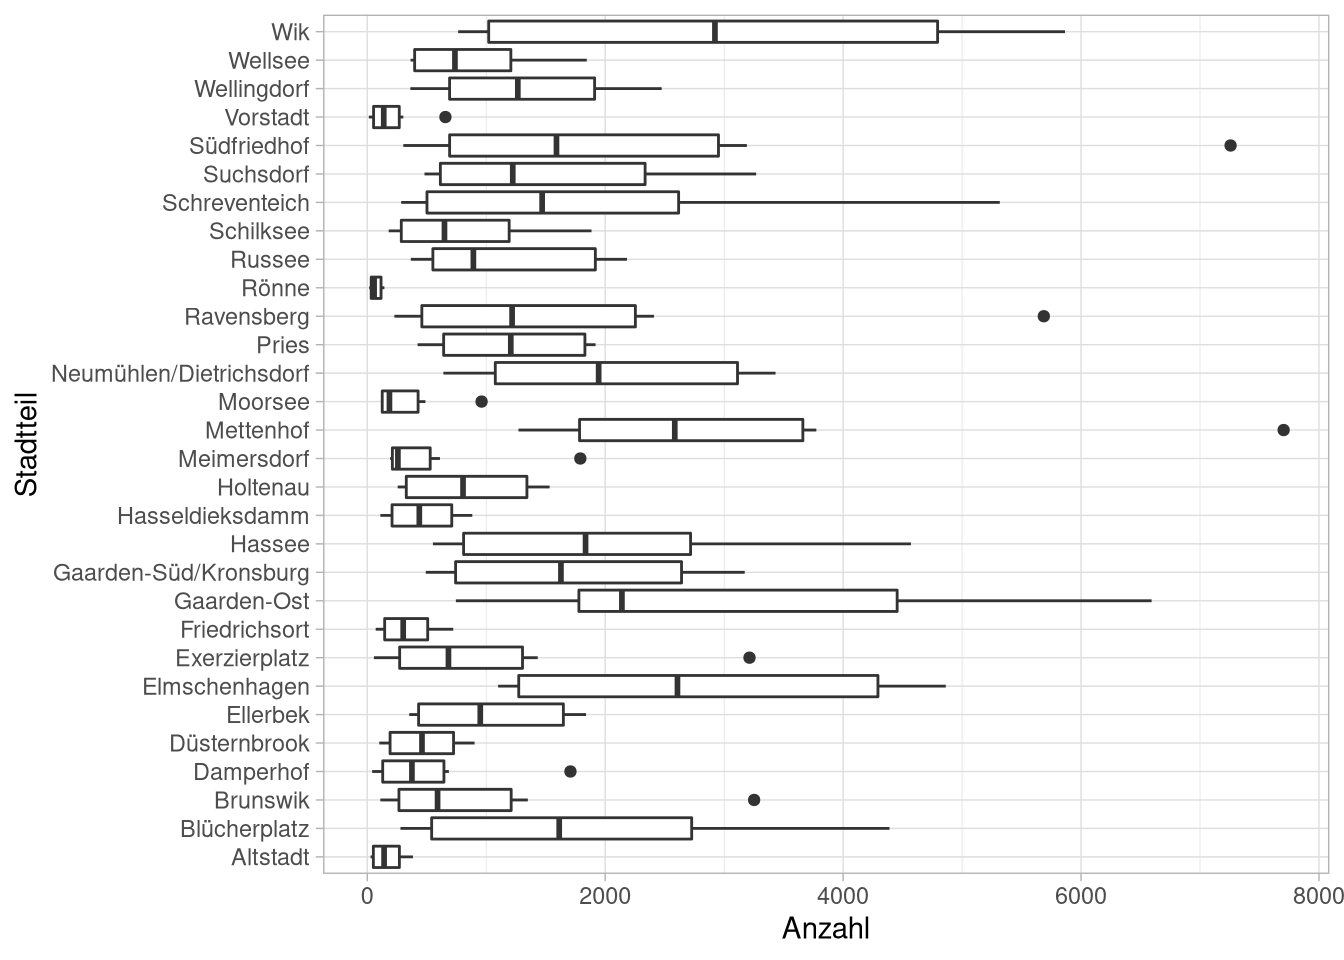 Stadtteil
Wik
Wellsee
Wellingdorf
Vorstadt
Südfriedhof
Suchsdorf
Schreventeich
Schilksee
Russee
Rönne
Ravensberg
Pries
Neumühlen/Dietrichsdorf
Moorsee
Mettenhof
Meimersdorf
Holtenau
Hasseldieksdamm
Hassee
Gaarden-Süd/Kronsburg
Gaarden-Ost
Friedrichsort
Exerzierplatz
Elmschenhagen
Ellerbek
Düsternbrook
Damperhof
Brunswik
Blücherplatz
Altstadt
0 2000 4000 6000 8000
Anzahl